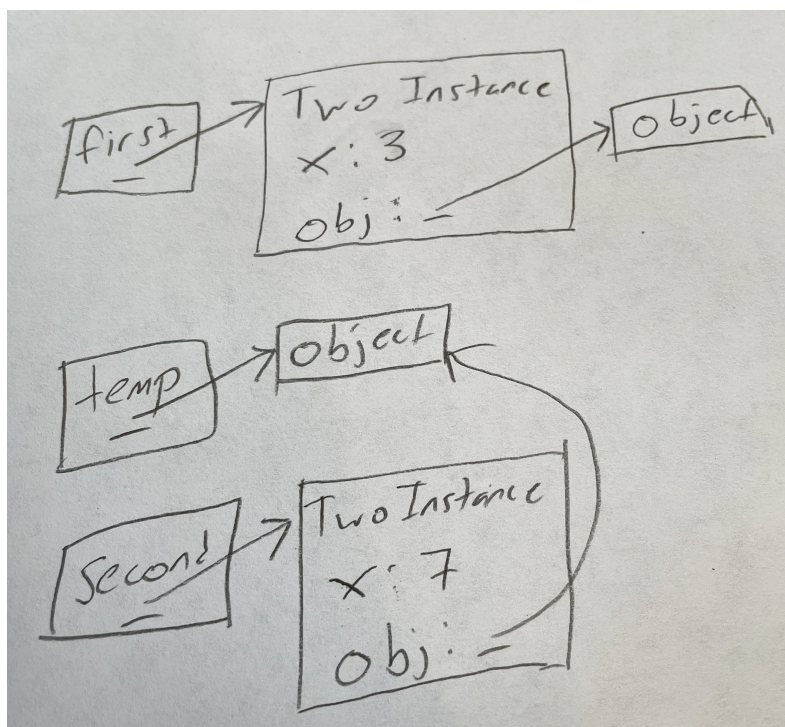 first
Two Instance
x: 3
obj: _
object
temp
object
second
Two Instance
x: 7
obj: _